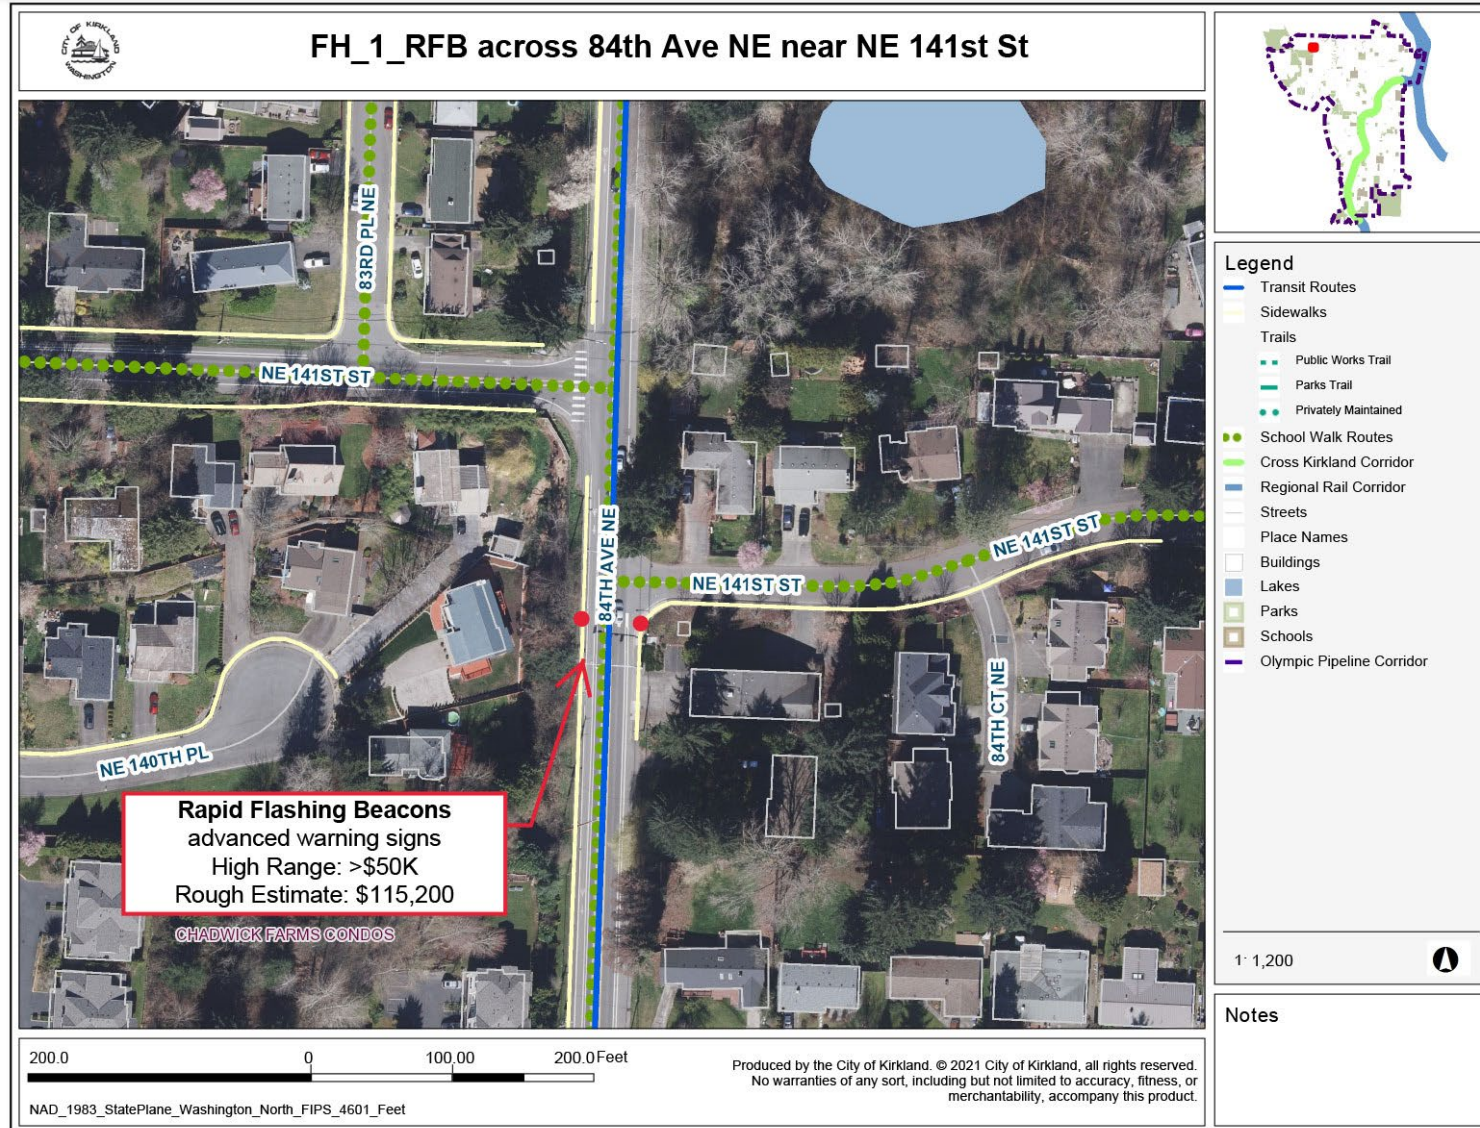 CITY OF KIRKLAND
WASHINGTON
FH_1_RFB across 84th Ave NE near NE 141st St
83RD PL NE
NE 141ST ST
84TH AVE NE
NE 141ST ST
NE 141ST ST
84TH CT NE
NE 140TH PL
Rapid Flashing Beacons
advanced warning signs
High Range: >$50K
Rough Estimate: $115,200
CHADWICK FARMS CONDOS
Legend
Transit Routes
Sidewalks
Trails
Public Works Trail
Parks Trail
Privately Maintained
School Walk Routes
Cross Kirkland Corridor
Regional Rail Corridor
Streets
Place Names
Buildings
Lakes
Parks
Schools
Olympic Pipeline Corridor
1: 1,200
Notes
200.0 0 100.00 200.0 Feet
NAD_1983_StatePlane_Washington_North_FIPS_4601_Feet
Produced by the City of Kirkland. © 2021 City of Kirkland, all rights reserved.
No warranties of any sort, including but not limited to accuracy, fitness, or
merchantability, accompany this product.